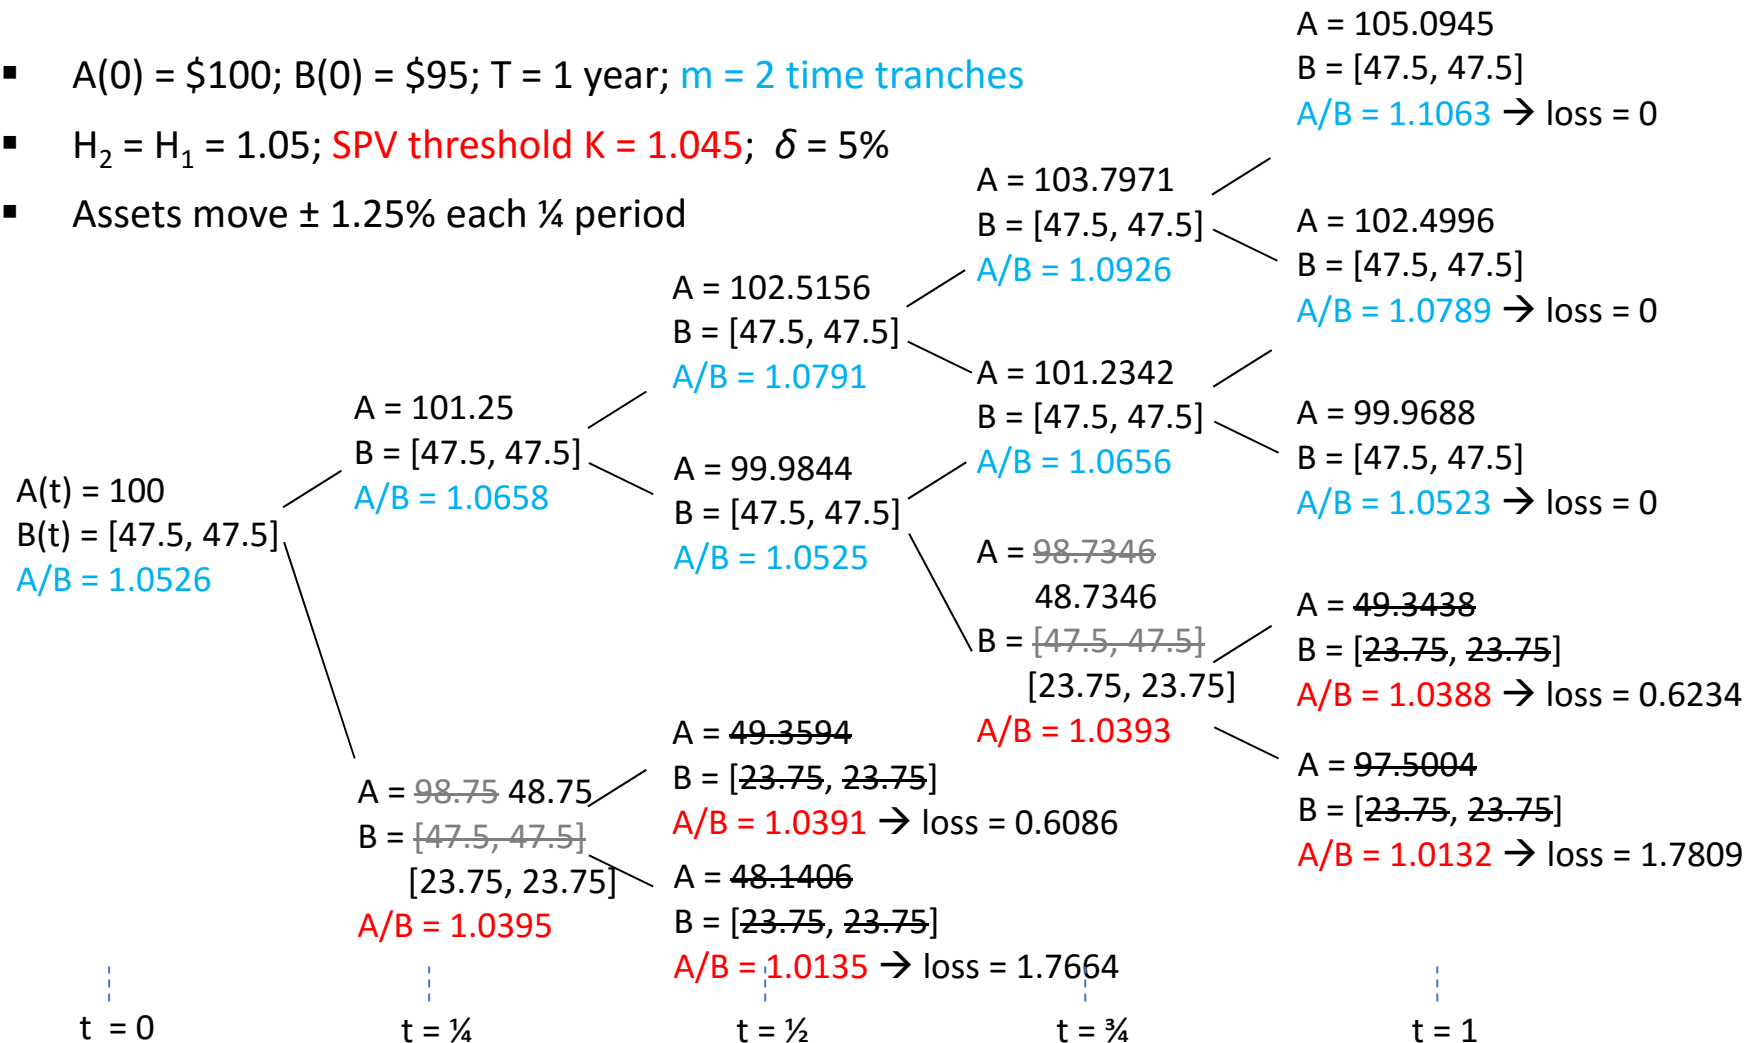 ▪ A(0) = $100; B(0) = $95; T = 1 year; m = 2 time tranches
▪ H₂ = H₁ = 1.05; SPV threshold K = 1.045; δ = 5%
▪ Assets move ± 1.25% each ¼ period
A(t) = 100
B(t) = [47.5, 47.5]
A/B = 1.0526
A = 101.25
B = [47.5, 47.5]
A/B = 1.0658
A = 98.75 48.75
B = [47.5, 47.5]
[23.75, 23.75]
A/B = 1.0395
A = 102.5156
B = [47.5, 47.5]
A/B = 1.0791
A = 99.9844
B = [47.5, 47.5]
A/B = 1.0525
A = 49.3594
B = [23.75, 23.75]
A/B = 1.0391 → loss = 0.6086
A = 48.1406
B = [23.75, 23.75]
A/B = 1.0135 → loss = 1.7664
A = 103.7971
B = [47.5, 47.5]
A/B = 1.0926
A = 101.2342
B = [47.5, 47.5]
A/B = 1.0656
A = 98.7346
48.7346
B = [47.5, 47.5]
[23.75, 23.75]
A/B = 1.0393
A = 105.0945
B = [47.5, 47.5]
A/B = 1.1063 → loss = 0
A = 102.4996
B = [47.5, 47.5]
A/B = 1.0789 → loss = 0
A = 99.9688
B = [47.5, 47.5]
A/B = 1.0523 → loss = 0
A = 49.3438
B = [23.75, 23.75]
A/B = 1.0388 → loss = 0.6234
A = 97.5004
B = [23.75, 23.75]
A/B = 1.0132 → loss = 1.7809
t = 0
t = ¼
t = ½
t = ¾
t = 1